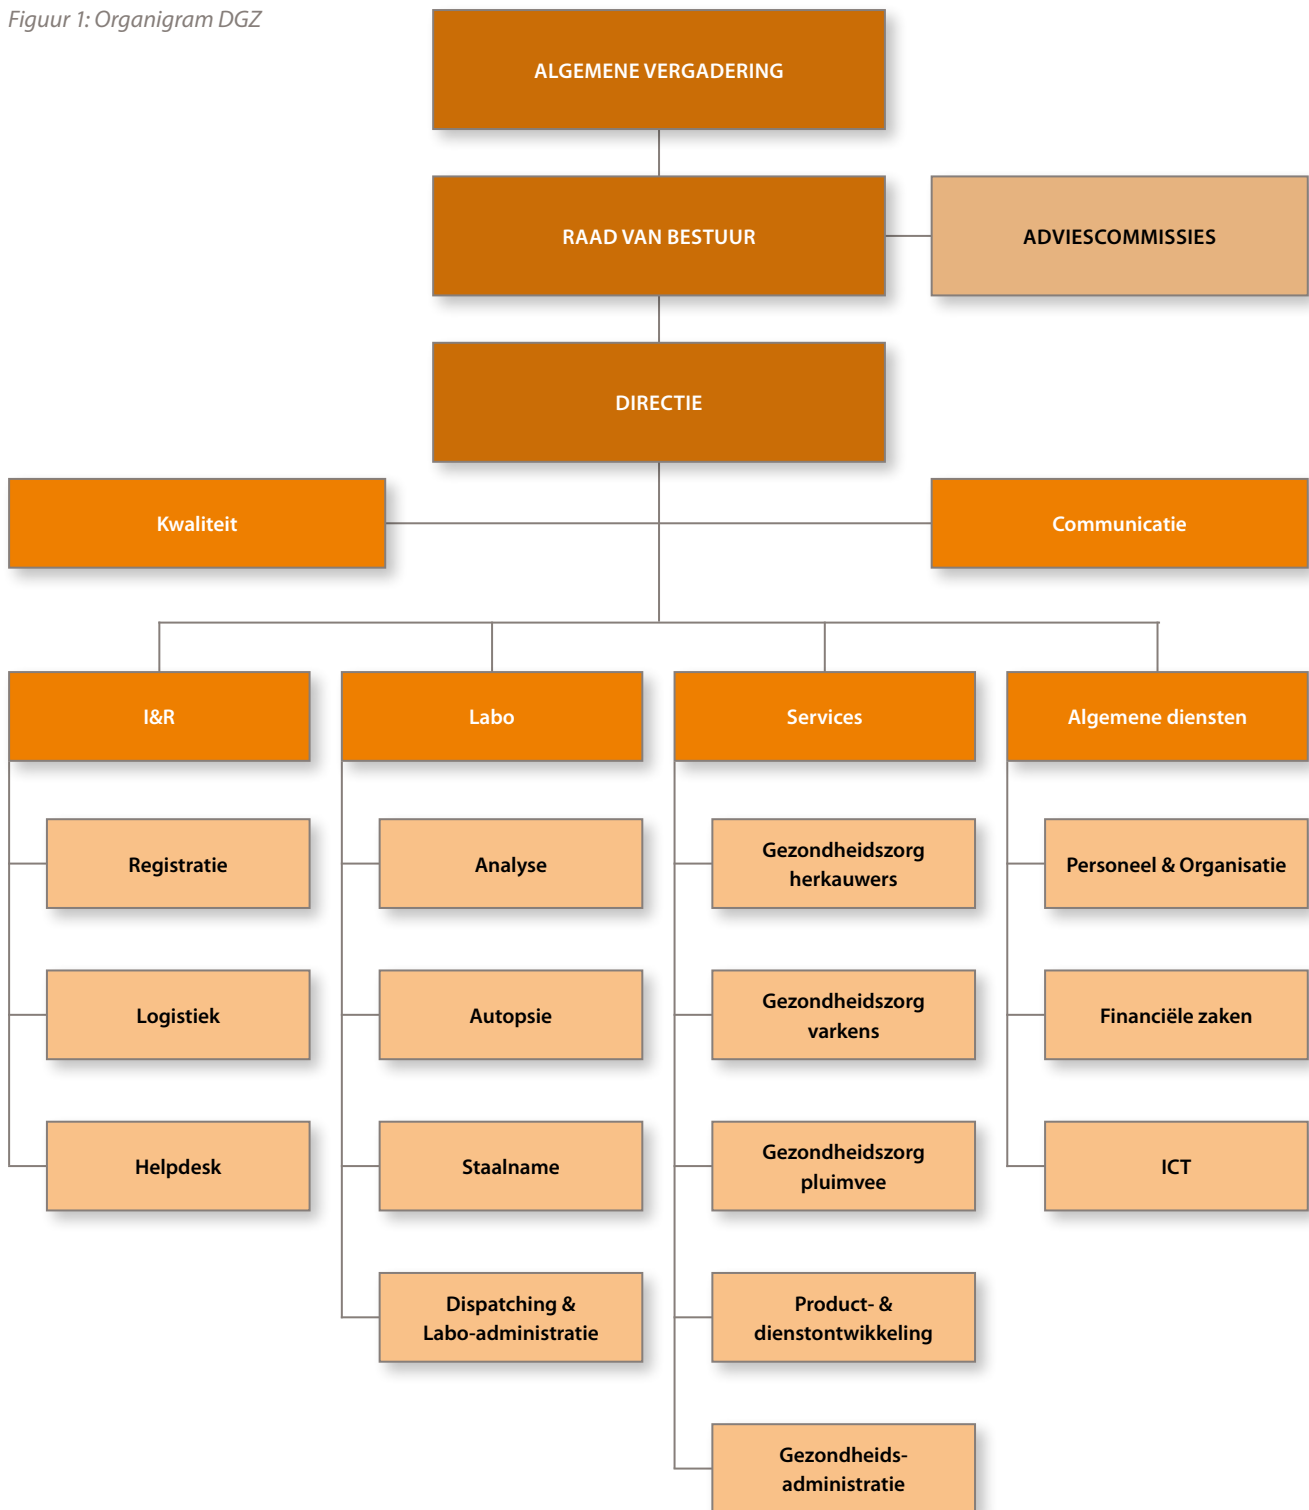 Figuur 1: Organigram DGZ
ALGEMENE VERGADERING
RAAD VAN BESTUUR
ADVIESCOMMISSIES
DIRECTIE
Kwaliteit
Communicatie
I&R
Labo
Services
Algemene diensten
Registratie
Analyse
Gezondheidszorg
herkauwers
Personeel & Organisatie
Logistiek
Autopsie
Gezondheidszorg
varkens
Financiële zaken
Helpdesk
Staalname
Gezondheidszorg
pluimvee
ICT
Dispatching &
Labo-administratie
Product- &
dienstontwikkeling
Gezondheids-
administratie